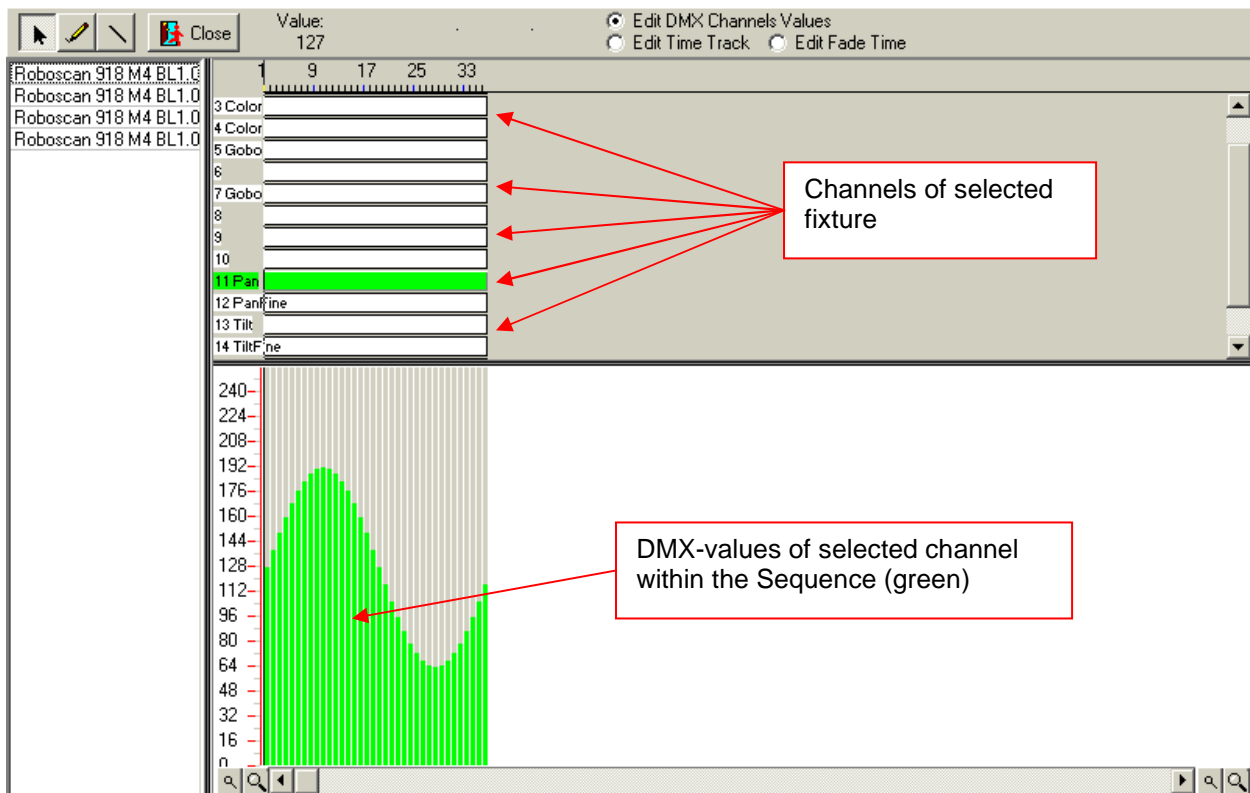 Close
Value:
127
Edit DMX Channels Values
Edit Time Track Edit Fade Time
Roboscan 918 M4 BL1.0
Roboscan 918 M4 BL1.0
Roboscan 918 M4 BL1.0
Roboscan 918 M4 BL1.0
1 9 17 25 33
3 Color
4 Color
5 Gobo
6
7 Gobo
8
9
10
11 Pan
12 PanFine
13 Tilt
14 TiltFine
Channels of selected
fixture
240
224
208
192
176
160
144
128
112
96
80
64
48
32
16
0
DMX-values of selected channel
within the Sequence (green)